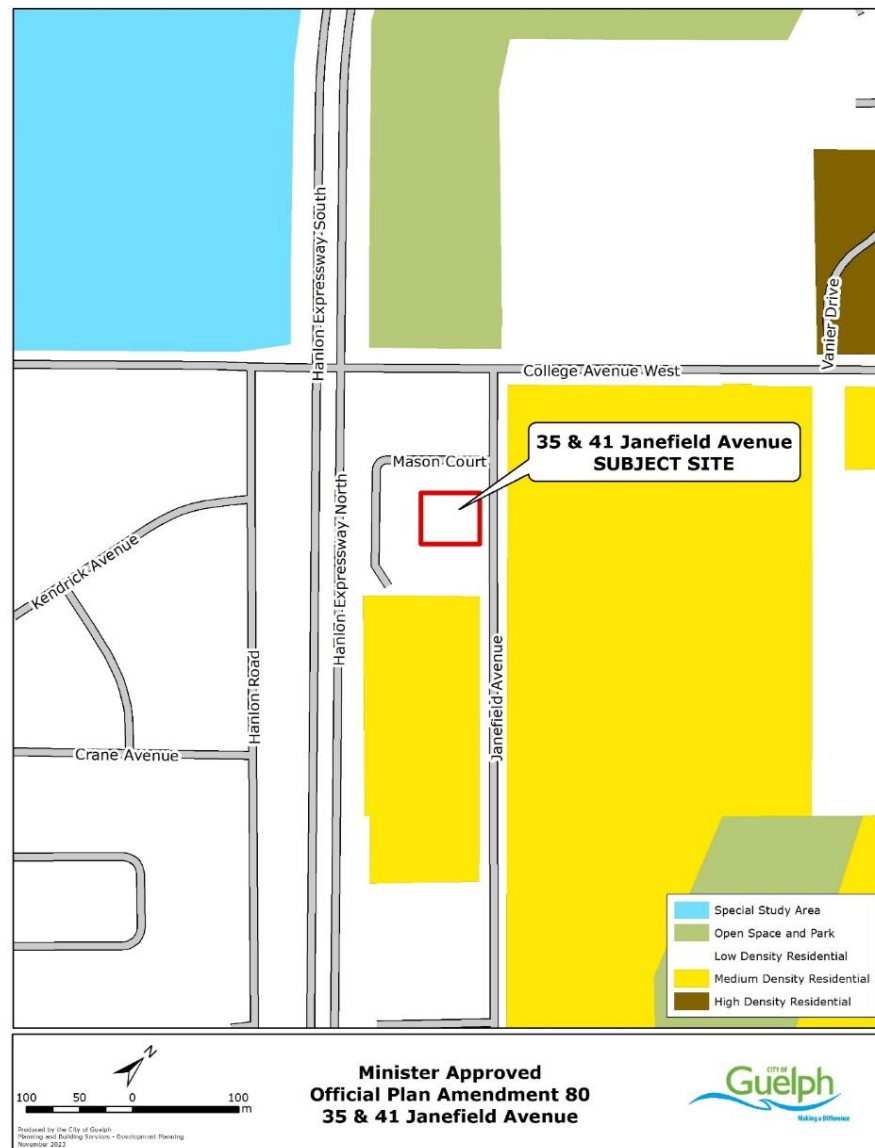 Hanlon Expressway South
College Avenue West
Vanier Drive
35 & 41 Janefield Avenue
SUBJECT SITE
Mason Court
Hanlon Expressway North
Kendrick Avenue
Hanlon Road
Janefield Avenue
Crane Avenue
Special Study Area
Open Space and Park
Low Density Residential
Medium Density Residential
High Density Residential
N
100 50 0 100
m
Produced by the City of Guelph
Planning and Building Services - Development Planning
November 2023
Minister Approved
Official Plan Amendment 80
35 & 41 Janefield Avenue
CITY OF
Guelph
Making a Difference